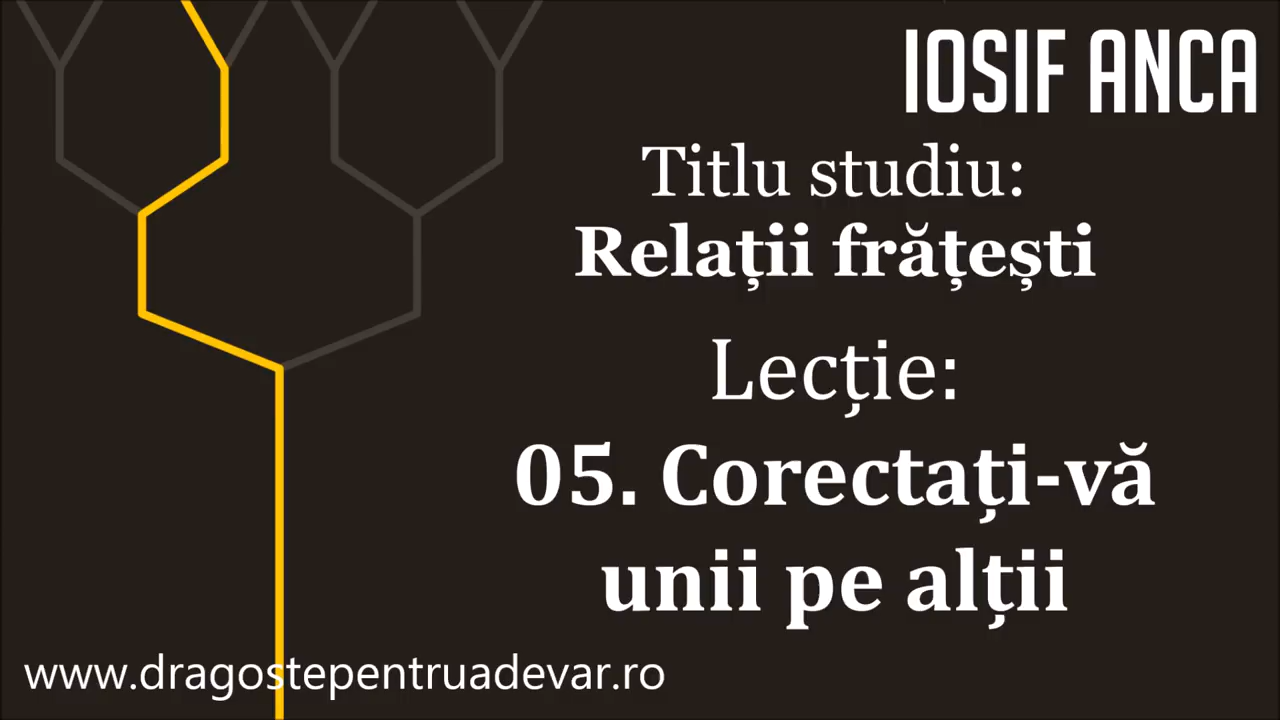 IOSIF ANCA
Titlu studiu:
Relații frățești
Lecție:
05. Corectați-vă
unii pe alții
www.dragostepentruadevar.ro